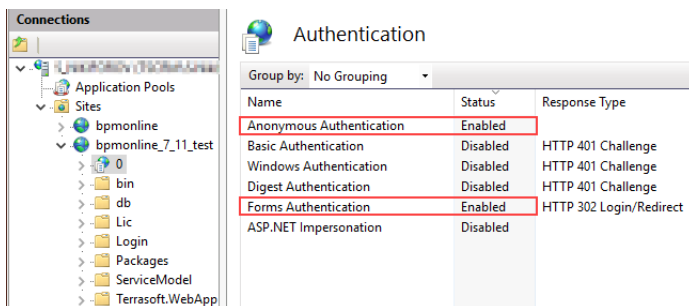 Connections
Application Pools
Sites
bpmonline
bpmonline_7_11_test
0
bin
db
Lic
Login
Packages
ServiceModel
Terrasoft.WebApp
Authentication
Group by: No Grouping
Name Status Response Type
Anonymous Authentication Enabled
Basic Authentication Disabled HTTP 401 Challenge
Windows Authentication Disabled HTTP 401 Challenge
Digest Authentication Disabled HTTP 401 Challenge
Forms Authentication Enabled HTTP 302 Login/Redirect
ASP.NET Impersonation Disabled